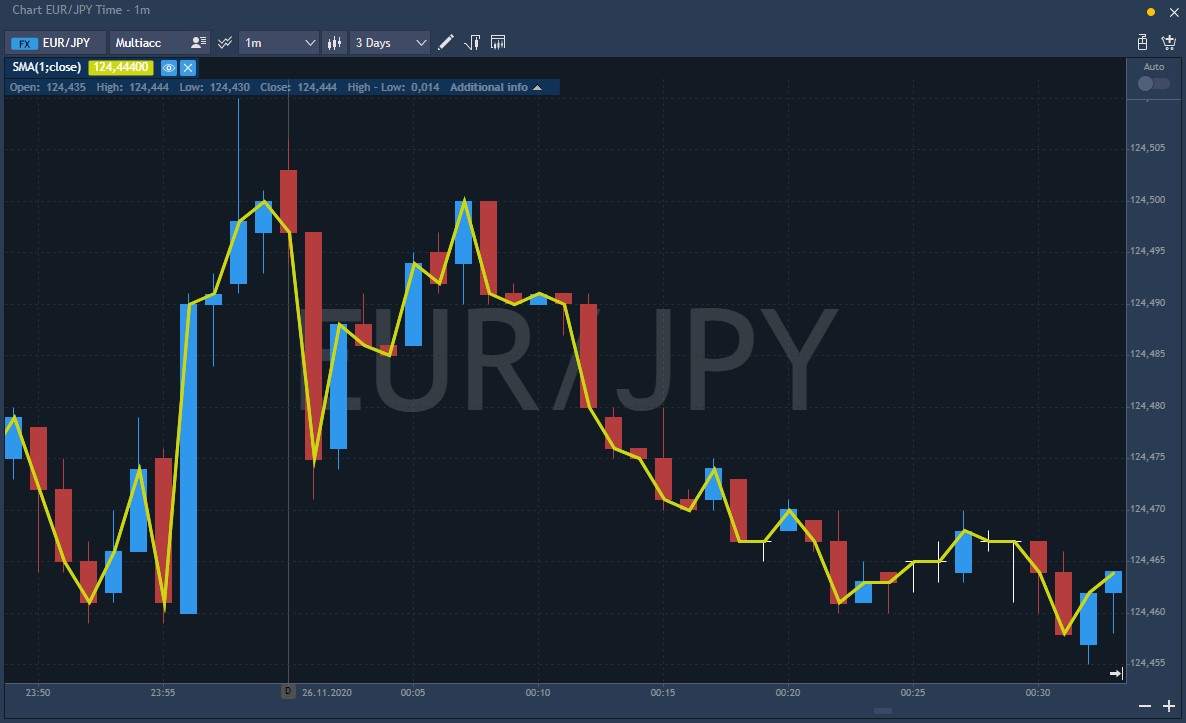 Chart EUR/JPY Time - 1m
FX EUR/JPY Multiacc 1m 3 Days
SMA(1;close) 124,44400
Auto
Open: 124,435 High: 124,444 Low: 124,430 Close: 124,444 High - Low: 0,014 Additional info
124,505
124,500
124,495
124,490
124,485
124,480
124,475
124,470
124,465
124,460
124,455
EUR/JPY
23:50 23:55 D 26.11.2020 00:05 00:10 00:15 00:20 00:25 00:30